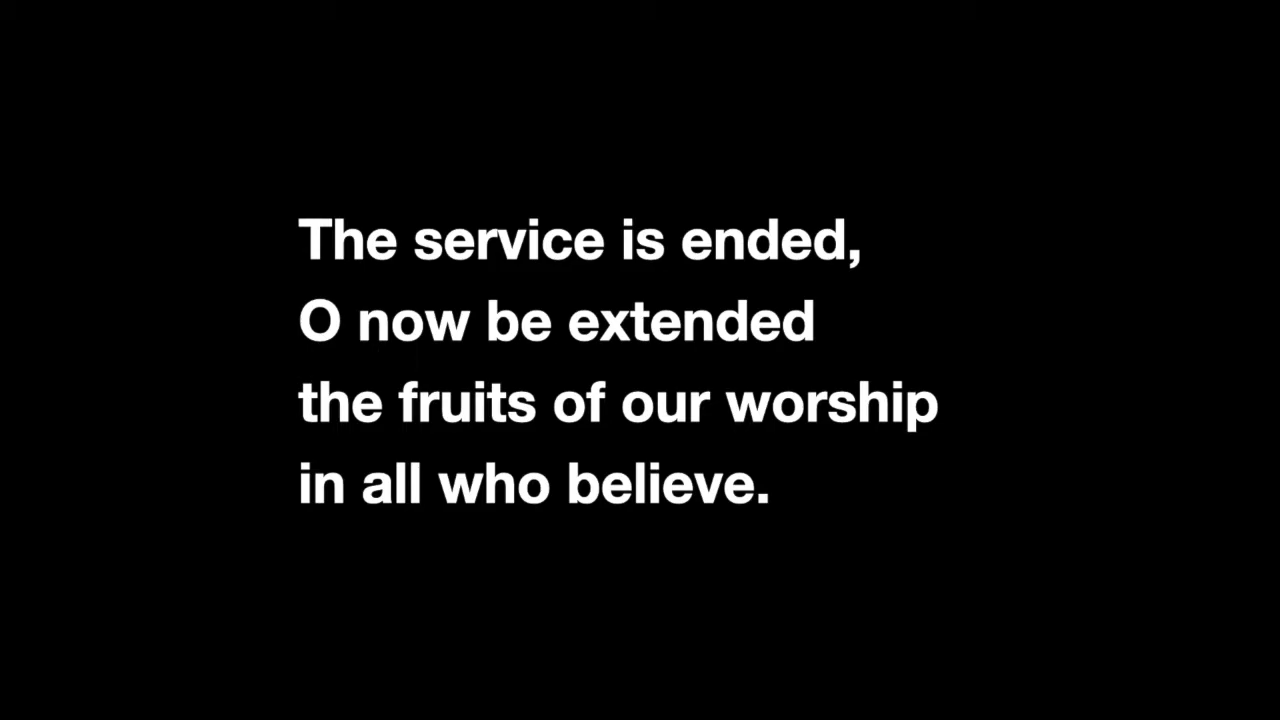 The service is ended,
O now be extended
the fruits of our worship
in all who believe.